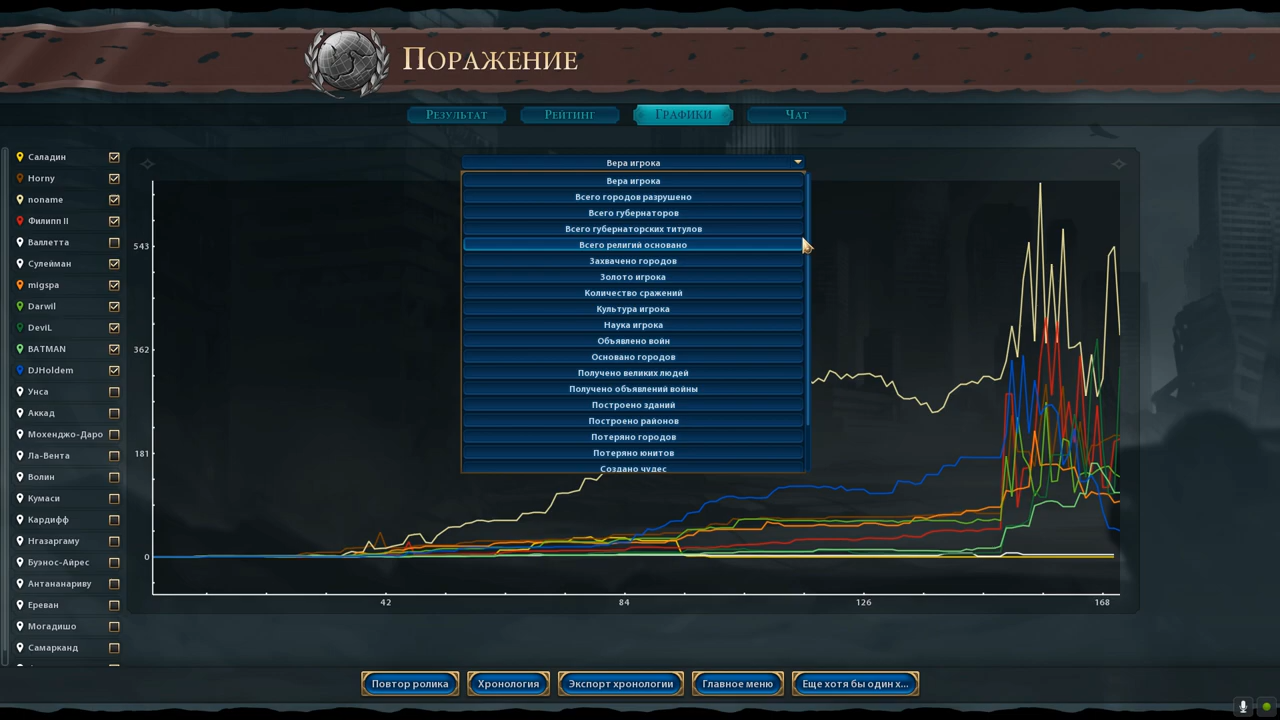 Поражение
Результат
Рейтинг
Графики
Чат
Саладин
Horny
noname
Филипп II
Валлетта
Сулейман
migspa
Darwil
DeviL
BATMAN
DJHoldem
Унса
Аккад
Мохенджо-Даро
Ла-Вента
Волин
Кумаси
Кардифф
Нгазаргаму
Буэнос-Айрес
Антананариву
Ереван
Могадишо
Самарканд
Вера игрока
Вера игрока
Всего городов разрушено
Всего губернаторов
Всего губернаторских титулов
Всего религий основано
Захвачено городов
Золото игрока
Количество сражений
Культура игрока
Наука игрока
Объявлено войн
Основано городов
Получено великих людей
Получено объявлений войны
Построено зданий
Построено районов
Потеряно городов
Потеряно юнитов
Создано чудес
543
362
181
0
42
84
126
168
Повтор ролика
Хронология
Экспорт хронологии
Главное меню
Еще хотя бы один х...